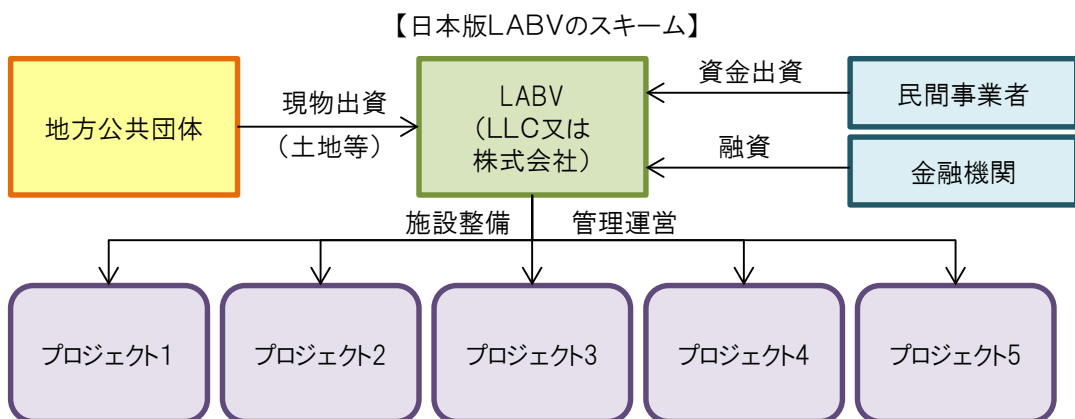 【日本版LABVのスキーム】
地方公共団体
現物出資
（土地等）
LABV
（LLC又は
株式会社）
資金出資
民間事業者
融資
金融機関
施設整備
管理運営
プロジェクト1
プロジェクト2
プロジェクト3
プロジェクト4
プロジェクト5